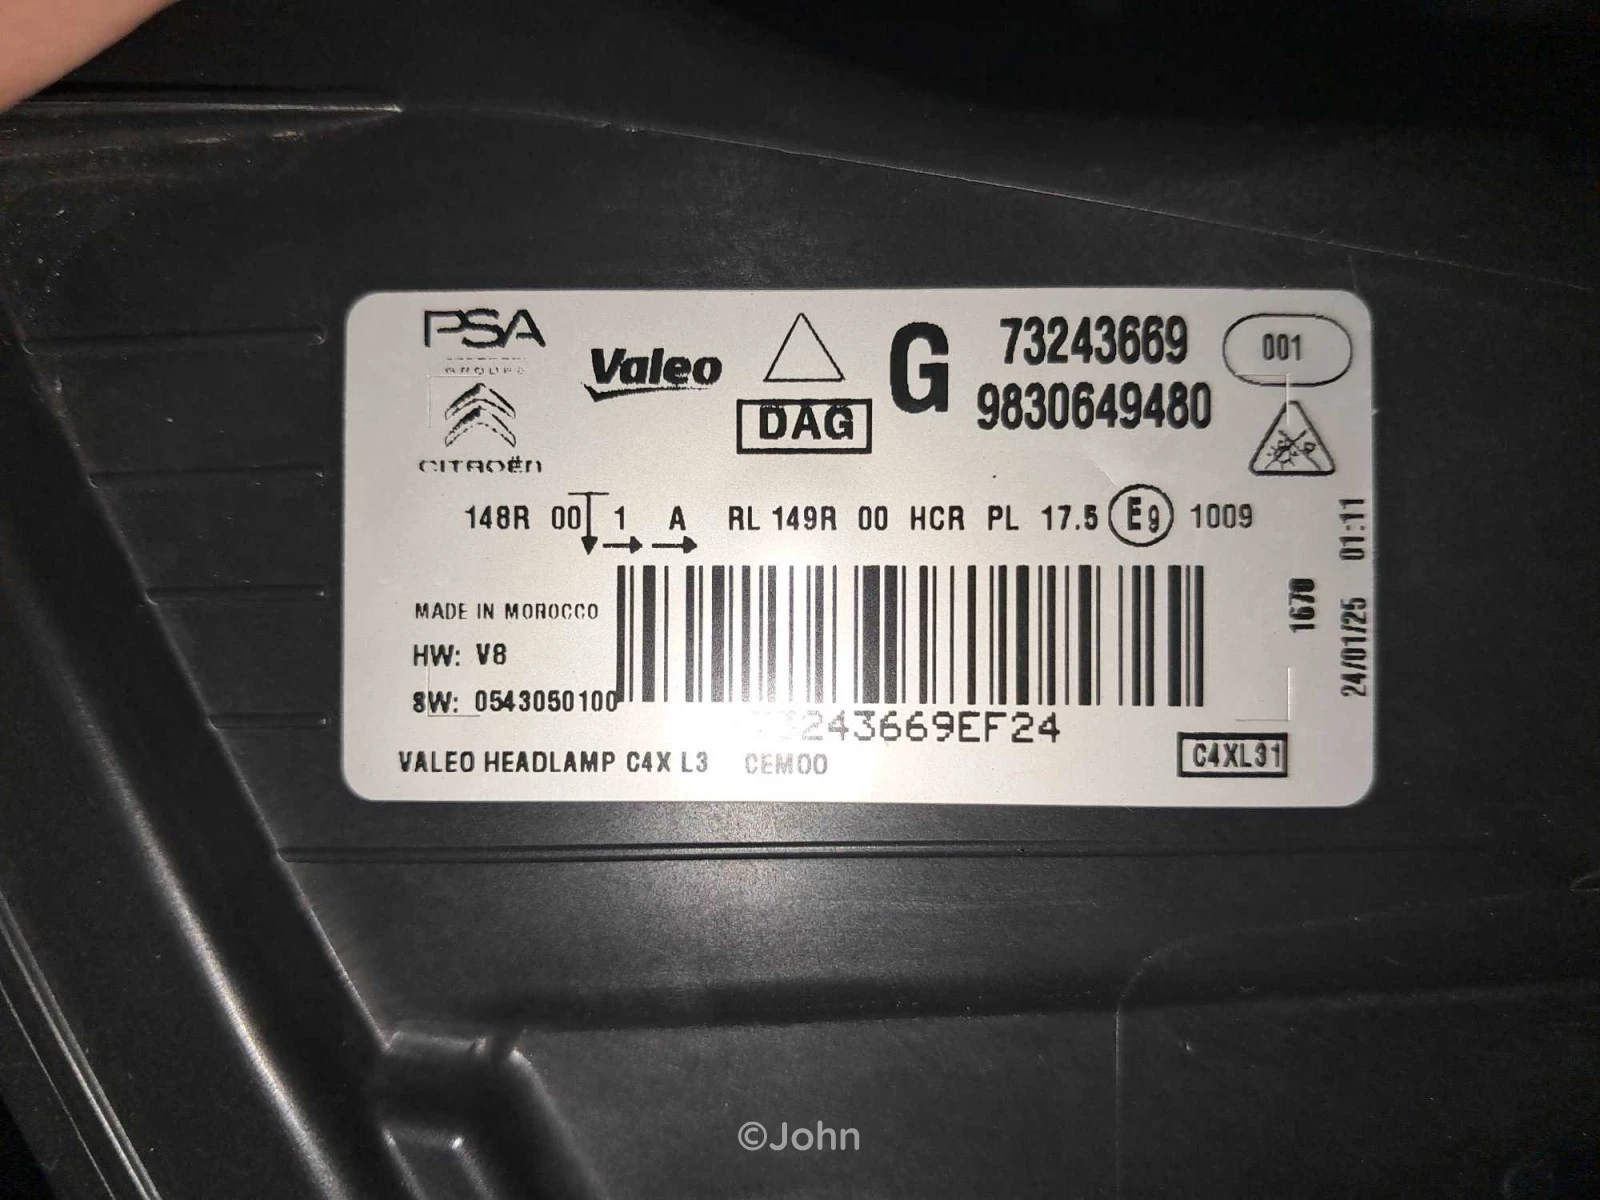 PSA
GROUPE
CITROËN
Valeo
DAG
G
73243669
9830649480
001
148R 00 1 A RL 149R 00 HCR PL 17.5 E9 1009
MADE IN MOROCCO
HW: V8
SW: 0543050100
3243669EF24
VALEO HEADLAMP C4X L3 CEM00
C4XL31
1670
24/01/25 01:11
©John